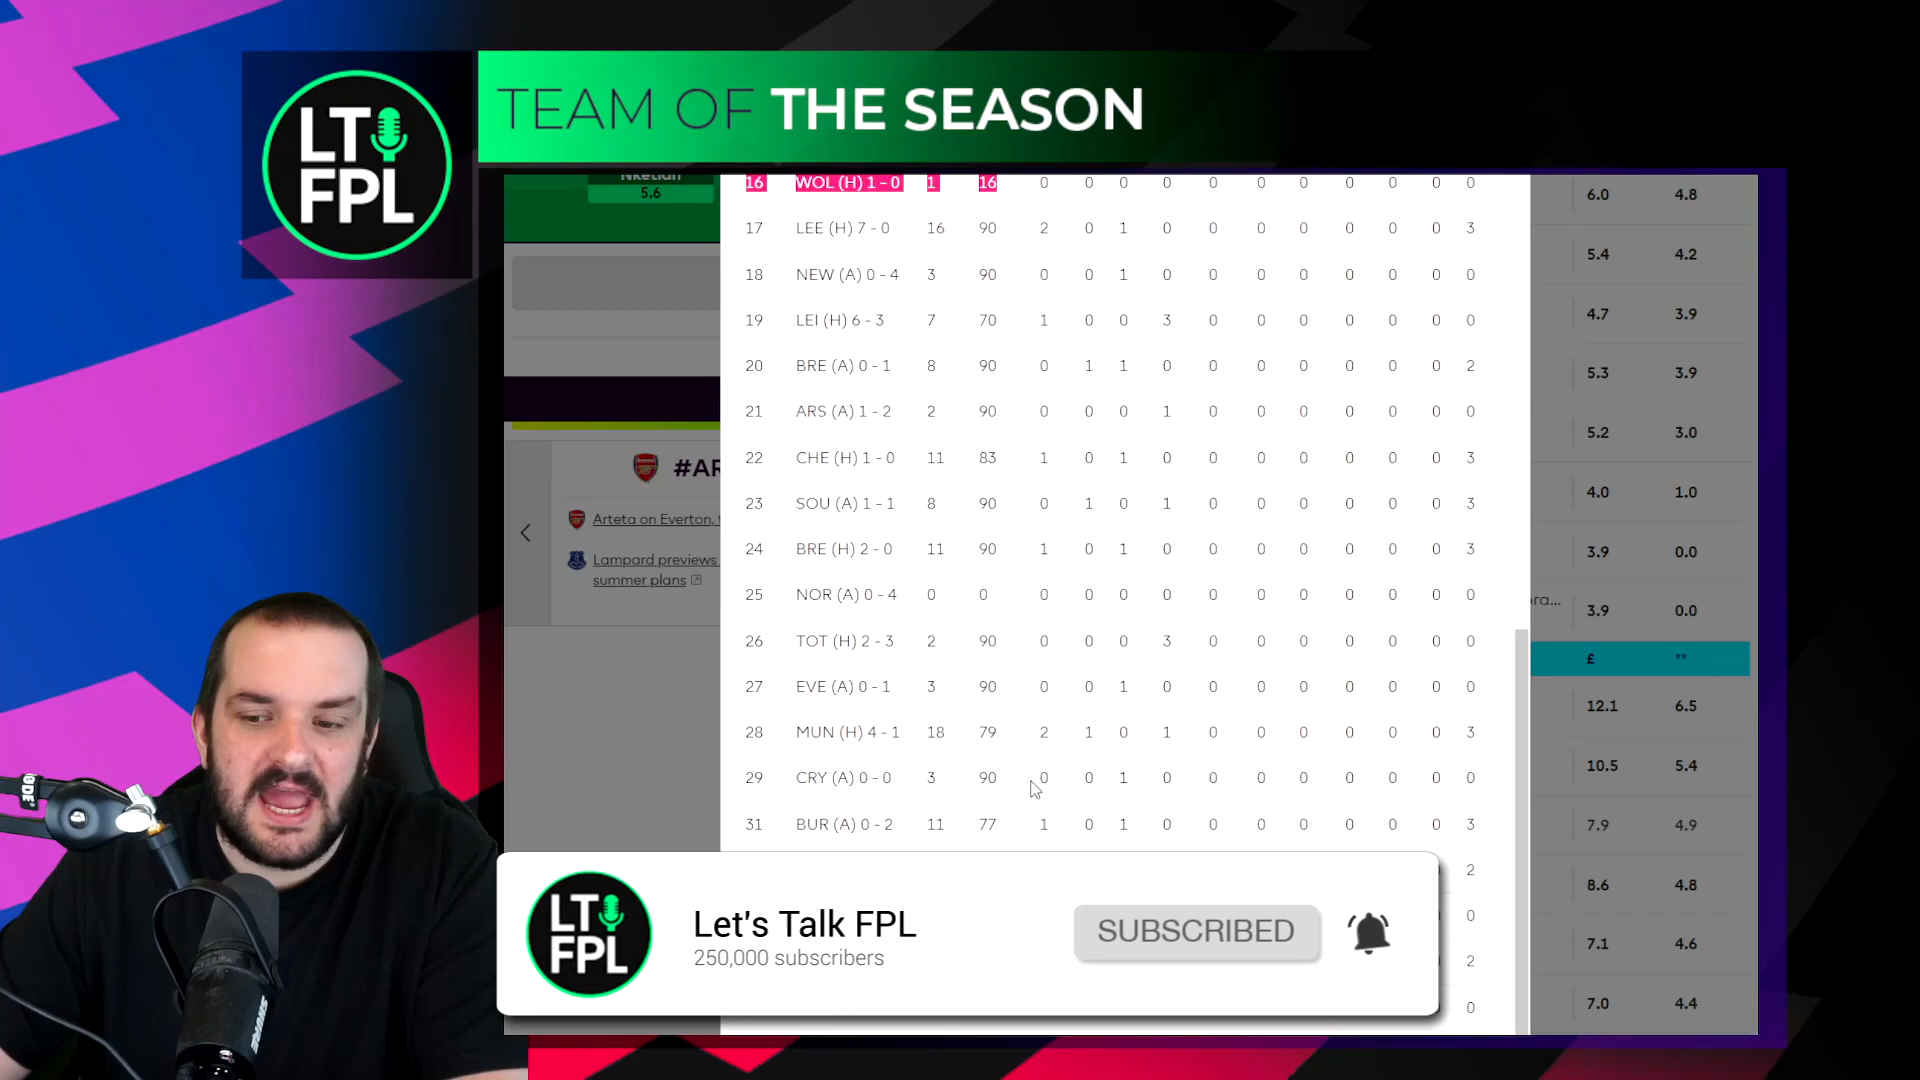 LT
FPL
TEAM OF THE SEASON
Nketiah
5.6
16 WOL (H) 1 - 0 1 16 0 0 0 0 0 0 0 0 0 0 0
17 LEE (H) 7 - 0 16 90 2 0 1 0 0 0 0 0 0 0 3
18 NEW (A) 0 - 4 3 90 0 0 1 0 0 0 0 0 0 0 0
19 LEI (H) 6 - 3 7 70 1 0 0 3 0 0 0 0 0 0 0
20 BRE (A) 0 - 1 8 90 0 1 1 0 0 0 0 0 0 0 2
21 ARS (A) 1 - 2 2 90 0 0 0 1 0 0 0 0 0 0 0
22 CHE (H) 1 - 0 11 83 1 0 1 0 0 0 0 0 0 0 3
23 SOU (A) 1 - 1 8 90 0 1 0 1 0 0 0 0 0 0 3
24 BRE (H) 2 - 0 11 90 1 0 1 0 0 0 0 0 0 0 3
25 NOR (A) 0 - 4 0 0 0 0 0 0 0 0 0 0 0 0 0
26 TOT (H) 2 - 3 2 90 0 0 0 3 0 0 0 0 0 0 0
27 EVE (A) 0 - 1 3 90 0 0 1 0 0 0 0 0 0 0 0
28 MUN (H) 4 - 1 18 79 2 1 0 1 0 0 0 0 0 0 3
29 CRY (A) 0 - 0 3 90 0 0 1 0 0 0 0 0 0 0 0
31 BUR (A) 0 - 2 11 77 1 0 1 0 0 0 0 0 0 0 3
2
0
2
0
#AR
Arteta on Everton, t
Lampard previews
summer plans
6.0 4.8
5.4 4.2
4.7 3.9
5.3 3.9
5.2 3.0
4.0 1.0
3.9 0.0
ora... 3.9 0.0
£ **
12.1 6.5
10.5 5.4
7.9 4.9
8.6 4.8
7.1 4.6
7.0 4.4
LT
FPL
Let's Talk FPL
250,000 subscribers
SUBSCRIBED
RØDE
SHURE